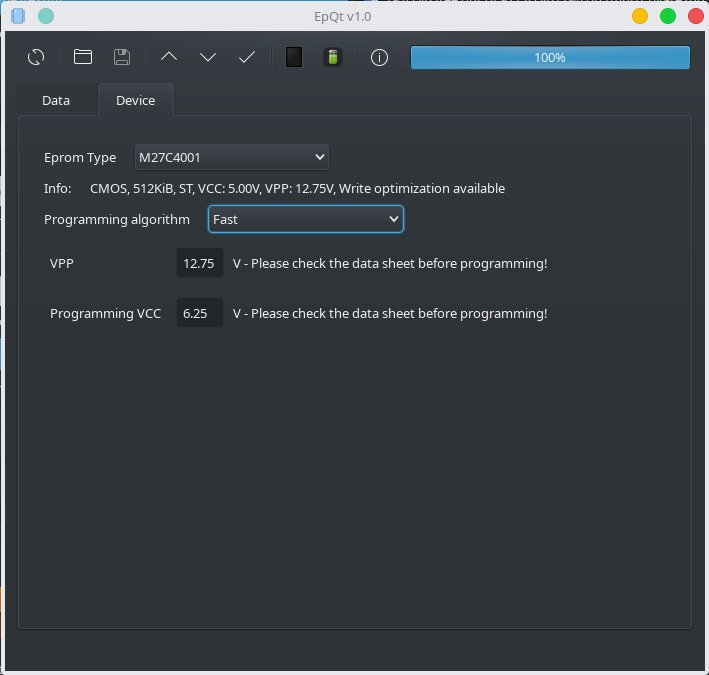 EpQt v1.0
100%
Data Device
Eprom Type M27C4001
Info: CMOS, 512KiB, ST, VCC: 5.00V, VPP: 12.75V, Write optimization available
Programming algorithm Fast
VPP 12.75 V - Please check the data sheet before programming!
Programming VCC 6.25 V - Please check the data sheet before programming!